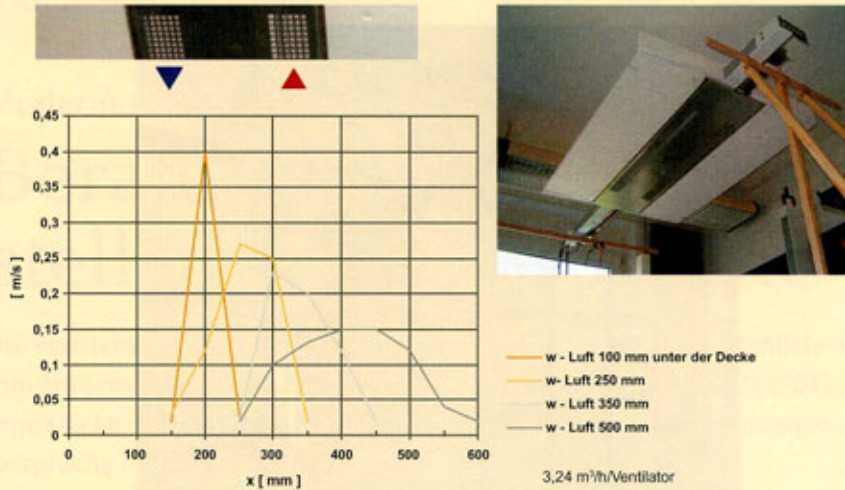 0,45
0,4
0,35
0,3
0,25
0,2
0,15
0,1
0,05
0
[ m/s ]
0 100 200 300 400 500 600
x [ mm ]
w - Luft 100 mm unter der Decke
w- Luft 250 mm
w - Luft 350 mm
w - Luft 500 mm
3,24 m³/h/Ventilator